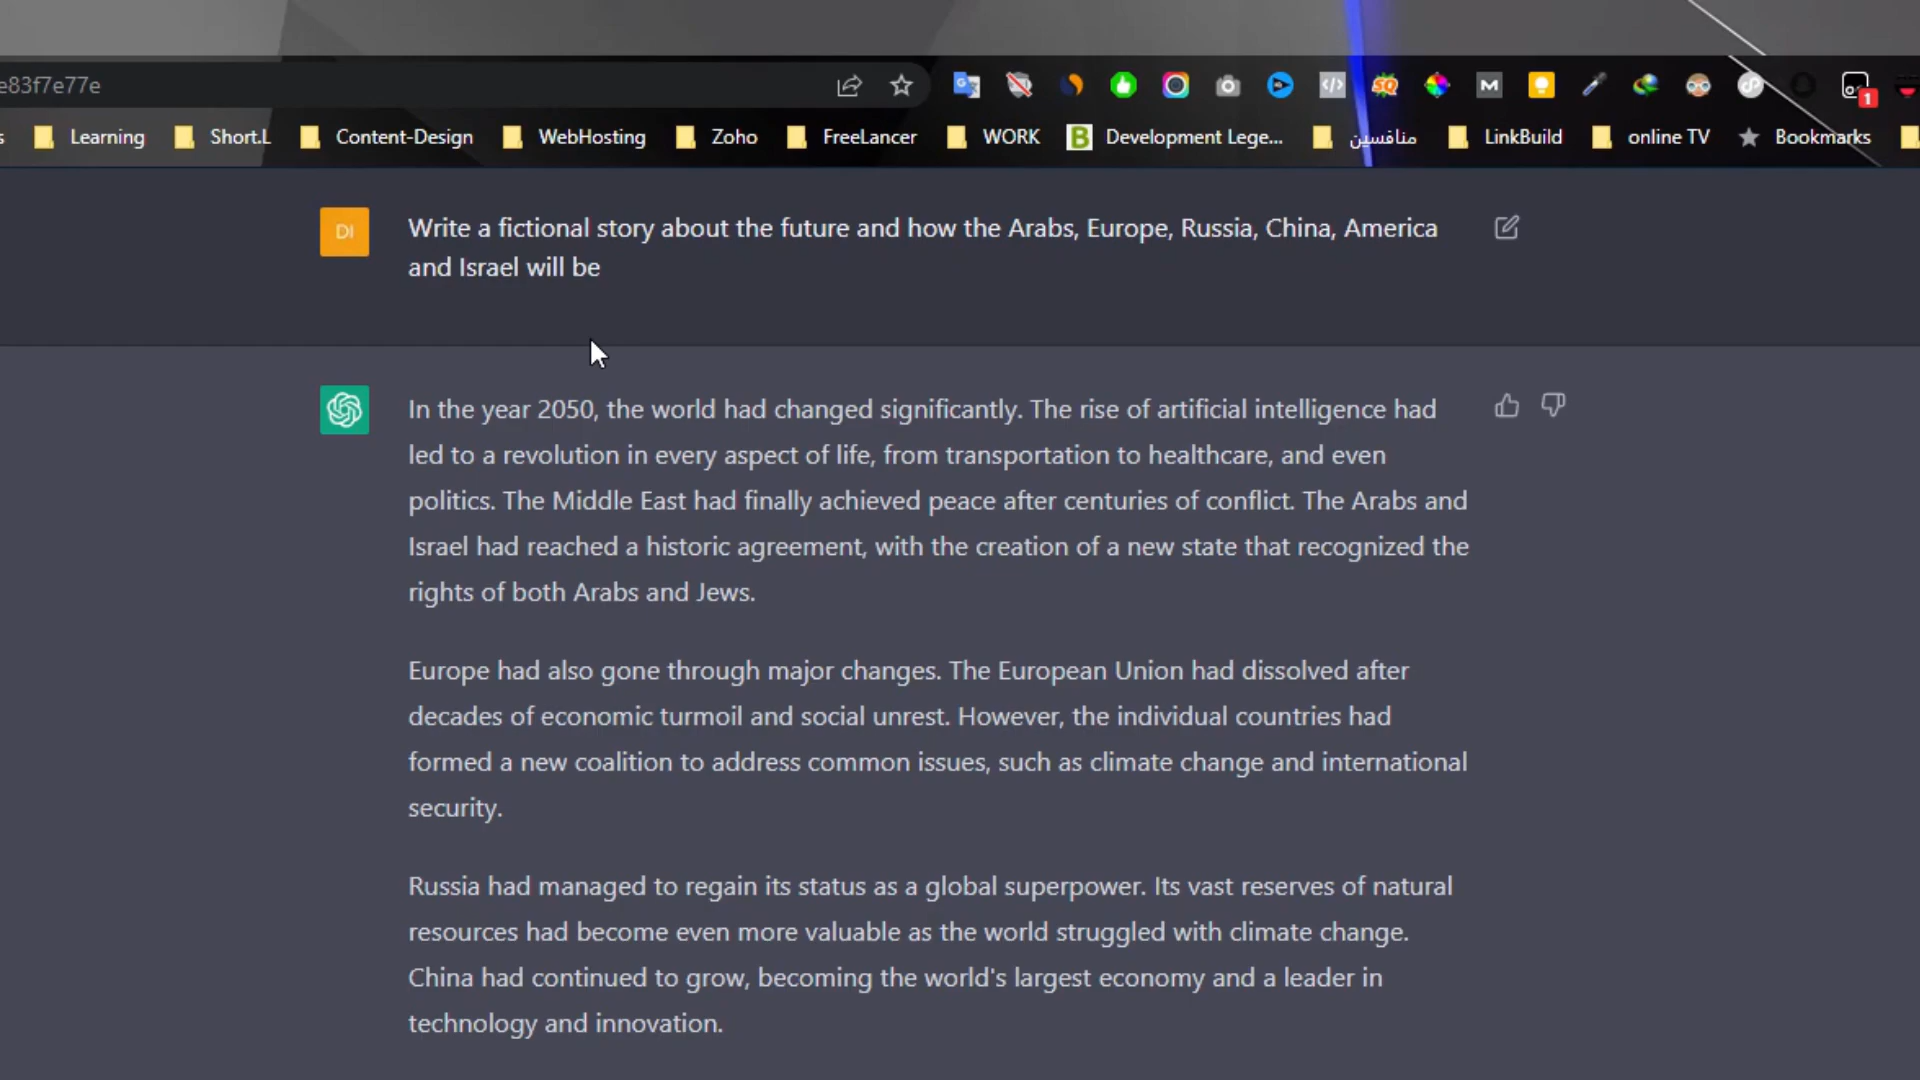 e83f7e77e
Learning Short.L Content-Design WebHosting Zoho FreeLancer WORK B Development Lege... منافسين LinkBuild online TV Bookmarks
DI
Write a fictional story about the future and how the Arabs, Europe, Russia, China, America
and Israel will be
In the year 2050, the world had changed significantly. The rise of artificial intelligence had
led to a revolution in every aspect of life, from transportation to healthcare, and even
politics. The Middle East had finally achieved peace after centuries of conflict. The Arabs and
Israel had reached a historic agreement, with the creation of a new state that recognized the
rights of both Arabs and Jews.
Europe had also gone through major changes. The European Union had dissolved after
decades of economic turmoil and social unrest. However, the individual countries had
formed a new coalition to address common issues, such as climate change and international
security.
Russia had managed to regain its status as a global superpower. Its vast reserves of natural
resources had become even more valuable as the world struggled with climate change.
China had continued to grow, becoming the world's largest economy and a leader in
technology and innovation.